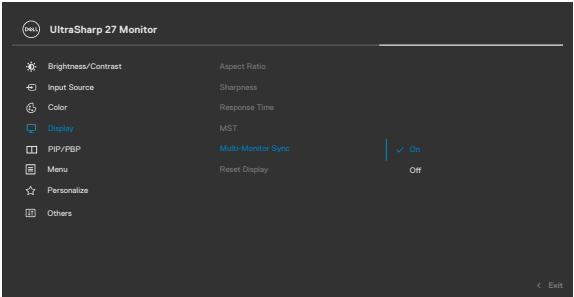 DELL UltraSharp 27 Monitor
Brightness/Contrast Aspect Ratio
Input Source Sharpness
Color Response Time
Display MST
PIP/PBP Multi-Monitor Sync On
Menu Reset Display Off
Personalize
Others
Exit